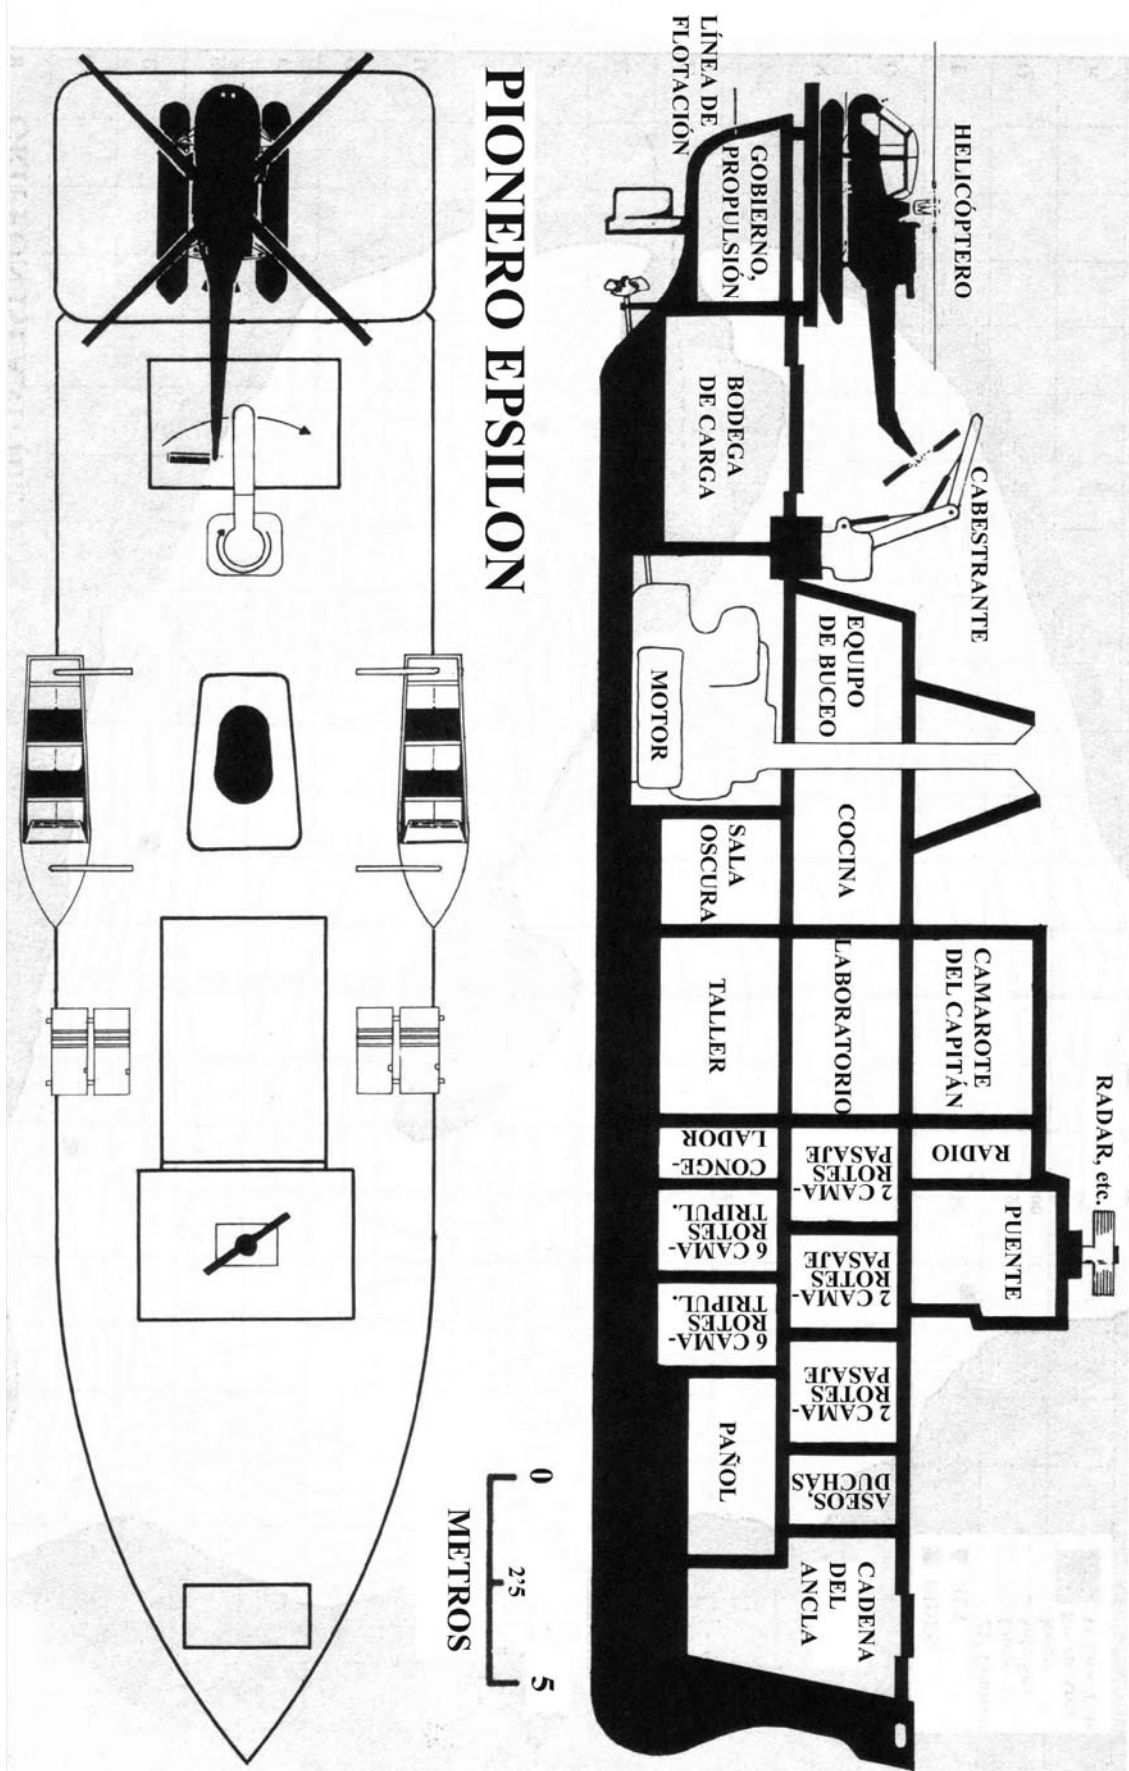 PIONERO EPSILON
HELICÓPTERO
LÍNEA DE
FLOTACIÓN
GOBIERNO,
PROPULSIÓN
BODEGA
DE CARGA
CABESTRANTE
EQUIPO
DE BUCEO
MOTOR
COCINA
SALA
OSCURA
CAMAROTE
DEL CAPITÁN
LABORATORIO
TALLER
RADAR, etc.
RADIO
PUENTE
2 CAMA-
ROTES
PASAJE
CONGE-
LADOR
2 CAMA-
ROTES
PASAJE
6 CAMA-
ROTES
TRIPUL.
2 CAMA-
ROTES
PASAJE
6 CAMA-
ROTES
TRIPUL.
ASEOS,
DUCHAS
PAÑOL
CADENA
DEL
ANCLA
0
2'5
5
METROS